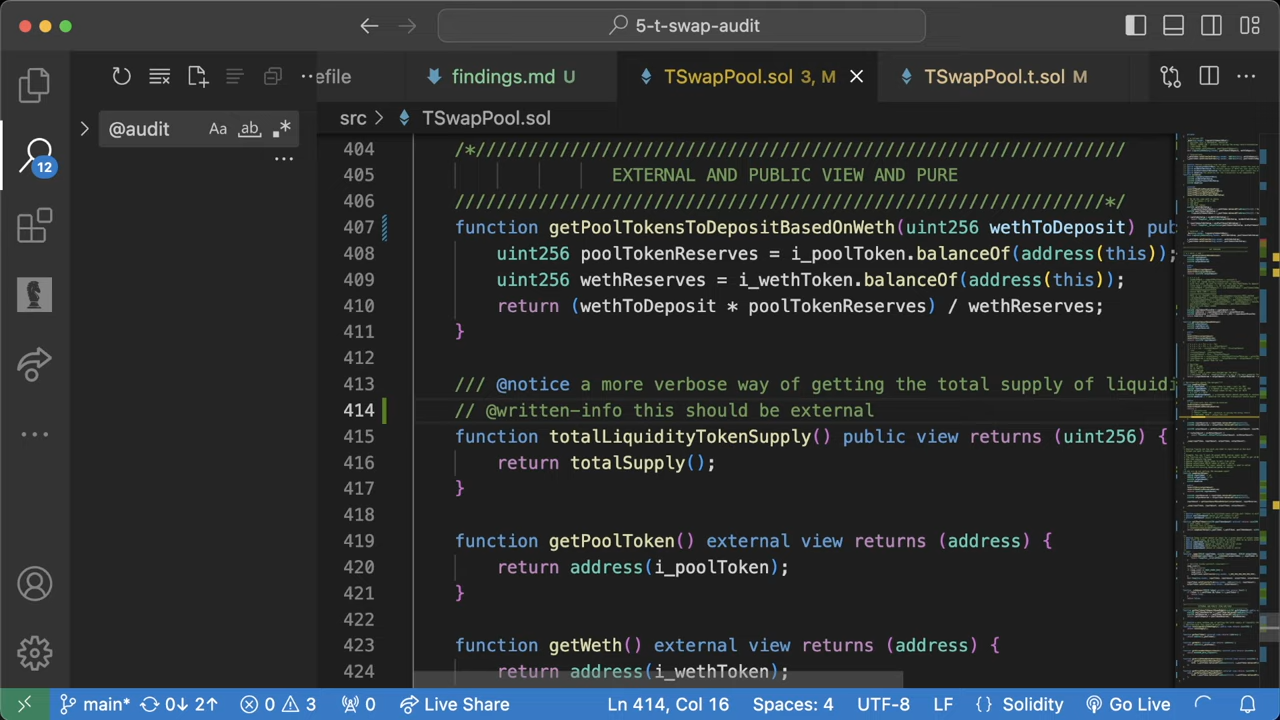 5-t-swap-audit
efile
findings.md U
TSwapPool.sol 3, M
TSwapPool.t.sol M
@audit
Aa
ab
src > TSwapPool.sol
12
404 /*//////////////////////////////////////////////////////////////
405 EXTERNAL AND PUBLIC VIEW AND PURE
406 //////////////////////////////////////////////////////////////*/
407 function getPoolTokensToDepositBasedOnWeth(uint256 wethToDeposit) pub
408 uint256 poolTokenReserves = i_poolToken.balanceOf(address(this));
409 uint256 wethReserves = i_wethToken.balanceOf(address(this));
410 return (wethToDeposit * poolTokenReserves) / wethReserves;
411 }
412
413 /// @notice a more verbose way of getting the total supply of liquidi
414 // @written-info this should be external
415 function totalLiquidityTokenSupply() public view returns (uint256) {
416 return totalSupply();
417 }
418
419 function getPoolToken() external view returns (address) {
420 return address(i_poolToken);
421 }
422
423 function getWeth() external view returns (address) {
424 return address(i_wethToken);
main* 0↓ 2↑ 0 3 0 Live Share Ln 414, Col 16 Spaces: 4 UTF-8 LF {} Solidity Go Live